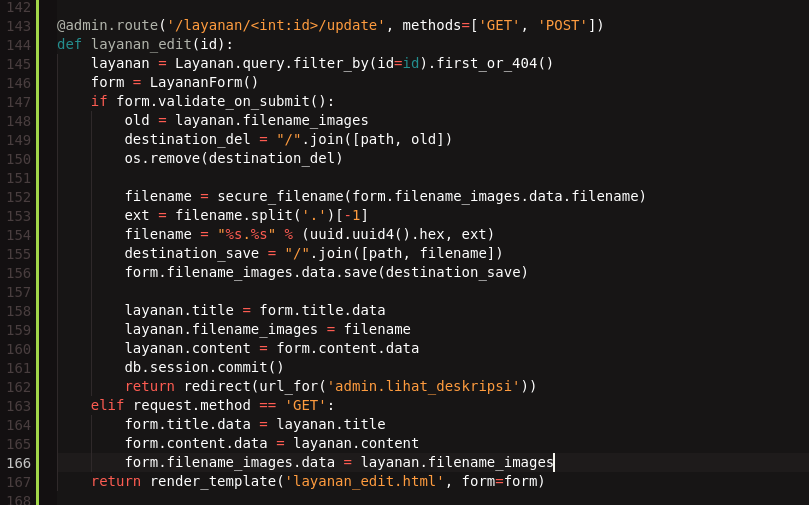 142
143 @admin.route('/layanan/<int:id>/update', methods=['GET', 'POST'])
144 def layanan_edit(id):
145     layanan = Layanan.query.filter_by(id=id).first_or_404()
146     form = LayananForm()
147     if form.validate_on_submit():
148         old = layanan.filename_images
149         destination_del = "/".join([path, old])
150         os.remove(destination_del)
151
152         filename = secure_filename(form.filename_images.data.filename)
153         ext = filename.split('.')[-1]
154         filename = "%s.%s" % (uuid.uuid4().hex, ext)
155         destination_save = "/".join([path, filename])
156         form.filename_images.data.save(destination_save)
157
158         layanan.title = form.title.data
159         layanan.filename_images = filename
160         layanan.content = form.content.data
161         db.session.commit()
162         return redirect(url_for('admin.lihat_deskripsi'))
163     elif request.method == 'GET':
164         form.title.data = layanan.title
165         form.content.data = layanan.content
166         form.filename_images.data = layanan.filename_images
167     return render_template('layanan_edit.html', form=form)
168